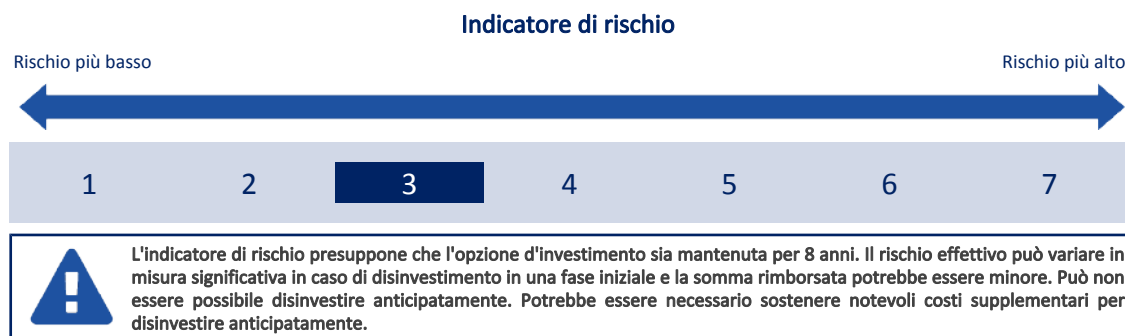 Indicatore di rischio
Rischio più basso Rischio più alto
1 2 3 4 5 6 7
L'indicatore di rischio presuppone che l'opzione d'investimento sia mantenuta per 8 anni. Il rischio effettivo può variare in
misura significativa in caso di disinvestimento in una fase iniziale e la somma rimborsata potrebbe essere minore. Può non
essere possibile disinvestire anticipatamente. Potrebbe essere necessario sostenere notevoli costi supplementari per
disinvestire anticipatamente.